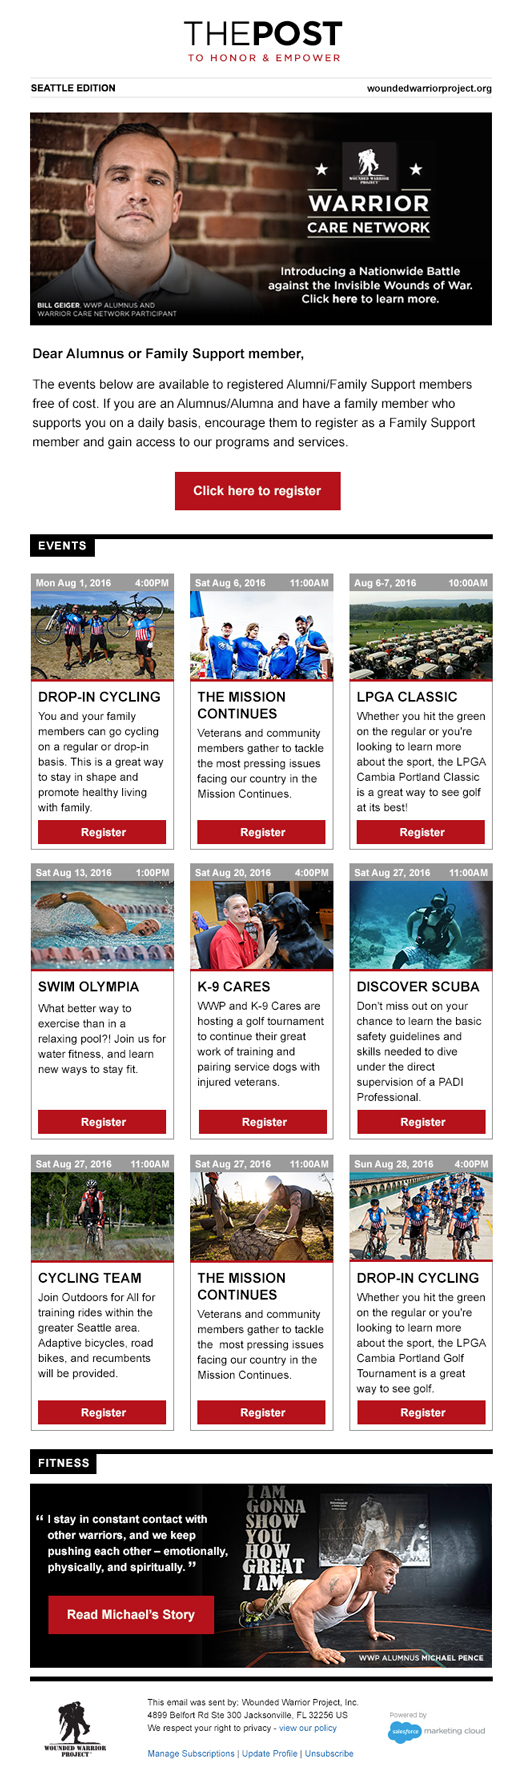 THEPOST
TO HONOR & EMPOWER
SEATTLE EDITION
woundedwarriorproject.org
WOUNDED WARRIOR
PROJECT
WARRIOR
CARE NETWORK
Introducing a Nationwide Battle
against the Invisible Wounds of War.
Click here to learn more.
BILL GEIGER, WWP ALUMNUS AND
WARRIOR CARE NETWORK PARTICIPANT
Dear Alumnus or Family Support member,
The events below are available to registered Alumni/Family Support members
free of cost. If you are an Alumnus/Alumna and have a family member who
supports you on a daily basis, encourage them to register as a Family Support
member and gain access to our programs and services.
Click here to register
EVENTS
Mon Aug 1, 2016 4:00PM
DROP-IN CYCLING
You and your family
members can go cycling
on a regular or drop-in
basis. This is a great way
to stay in shape and
promote healthy living
with family.
Register
Sat Aug 6, 2016 11:00AM
THE MISSION
CONTINUES
Veterans and community
members gather to tackle
the most pressing issues
facing our country in the
Mission Continues.
Register
Aug 6-7, 2016 10:00AM
LPGA CLASSIC
Whether you hit the green
on the regular or you're
looking to learn more
about the sport, the LPGA
Cambia Portland Classic
is a great way to see golf
at its best!
Register
Sat Aug 13, 2016 1:00PM
SWIM OLYMPIA
What better way to
exercise than in a
relaxing pool?! Join us for
water fitness, and learn
new ways to stay fit.
Register
Sat Aug 20, 2016 4:00PM
K-9 CARES
WWP and K-9 Cares are
hosting a golf tournament
to continue their great
work of training and
pairing service dogs with
injured veterans.
Register
Sat Aug 27, 2016 11:00AM
DISCOVER SCUBA
Don't miss out on your
chance to learn the basic
safety guidelines and
skills needed to dive
under the direct
supervision of a PADI
Professional.
Register
Sat Aug 27, 2016 11:00AM
CYCLING TEAM
Join Outdoors for All for
training rides within the
greater Seattle area.
Adaptive bicycles, road
bikes, and recumbents
will be provided.
Register
Sat Aug 27, 2016 11:00AM
THE MISSION
CONTINUES
Veterans and community
members gather to tackle
the most pressing issues
facing our country in the
Mission Continues.
Register
Sun Aug 28, 2016 4:00PM
DROP-IN CYCLING
Whether you hit the green
on the regular or you're
looking to learn more
about the sport, the LPGA
Cambia Portland Golf
Tournament is a great
way to see golf.
Register
FITNESS
“ I stay in constant contact with
other warriors, and we keep
pushing each other – emotionally,
physically, and spiritually. ”
Read Michael's Story
I AM
GONNA
SHOW
YOU
HOW
GREAT
I AM
WWP ALUMNUS MICHAEL PENCE
WOUNDED WARRIOR
PROJECT
This email was sent by: Wounded Warrior Project, Inc.
4899 Belfort Rd Ste 300 Jacksonville, FL 32256 US
We respect your right to privacy - view our policy
Manage Subscriptions | Update Profile | Unsubscribe
Powered by
salesforce marketing cloud